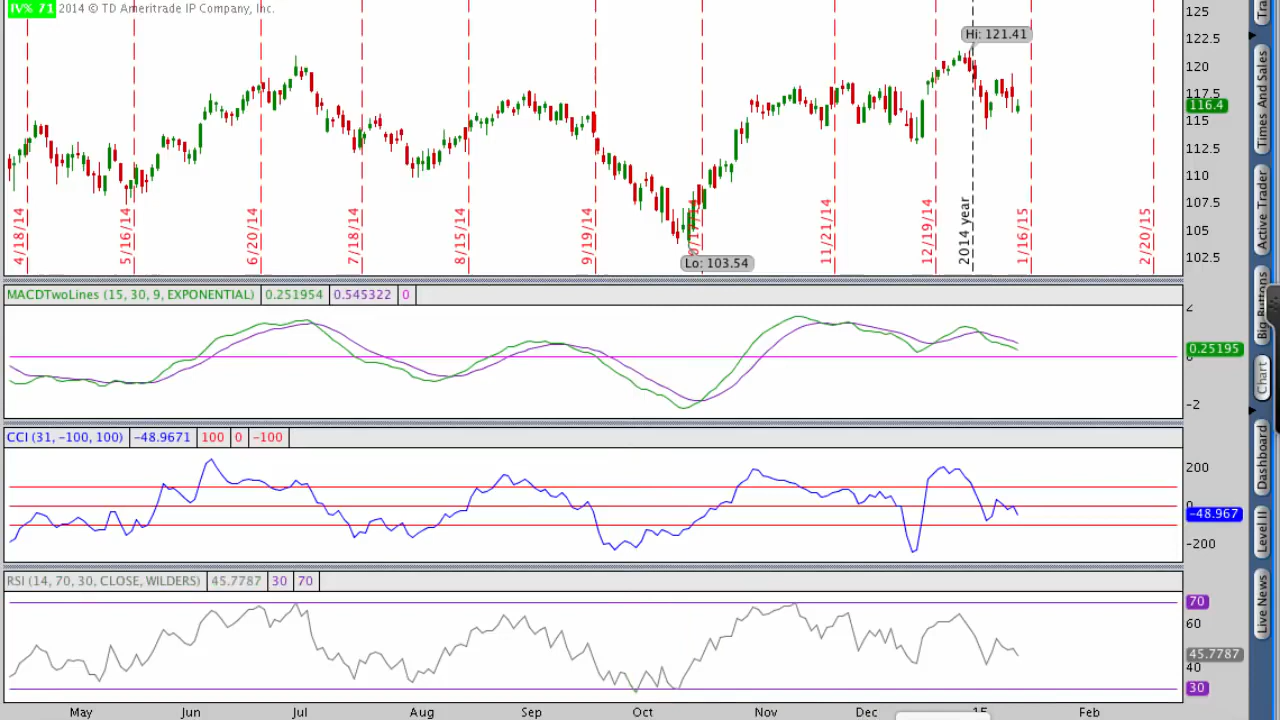 IV% 71 2014 © TD Ameritrade IP Company, Inc.
Hi: 121.41
Lo: 103.54
125
122.5
120
117.5
116.4
115
112.5
110
107.5
105
102.5
4/18/14
5/16/14
6/20/14
7/18/14
8/15/14
9/19/14
11/21/14
12/19/14
2014 year
1/16/15
2/20/15
MACDTwoLines (15, 30, 9, EXPONENTIAL) 0.251954 0.545322 0
2
0.25195
-2
CCI (31, -100, 100) -48.9671 100 0 -100
200
0
-48.967
-200
RSI (14, 70, 30, CLOSE, WILDERS) 45.7787 30 70
70
60
45.7787
40
30
May Jun Jul Aug Sep Oct Nov Dec 15 Feb
Times And Sales
Active Trader
Big Buttons
Chart
Dashboard
Level II
Live News